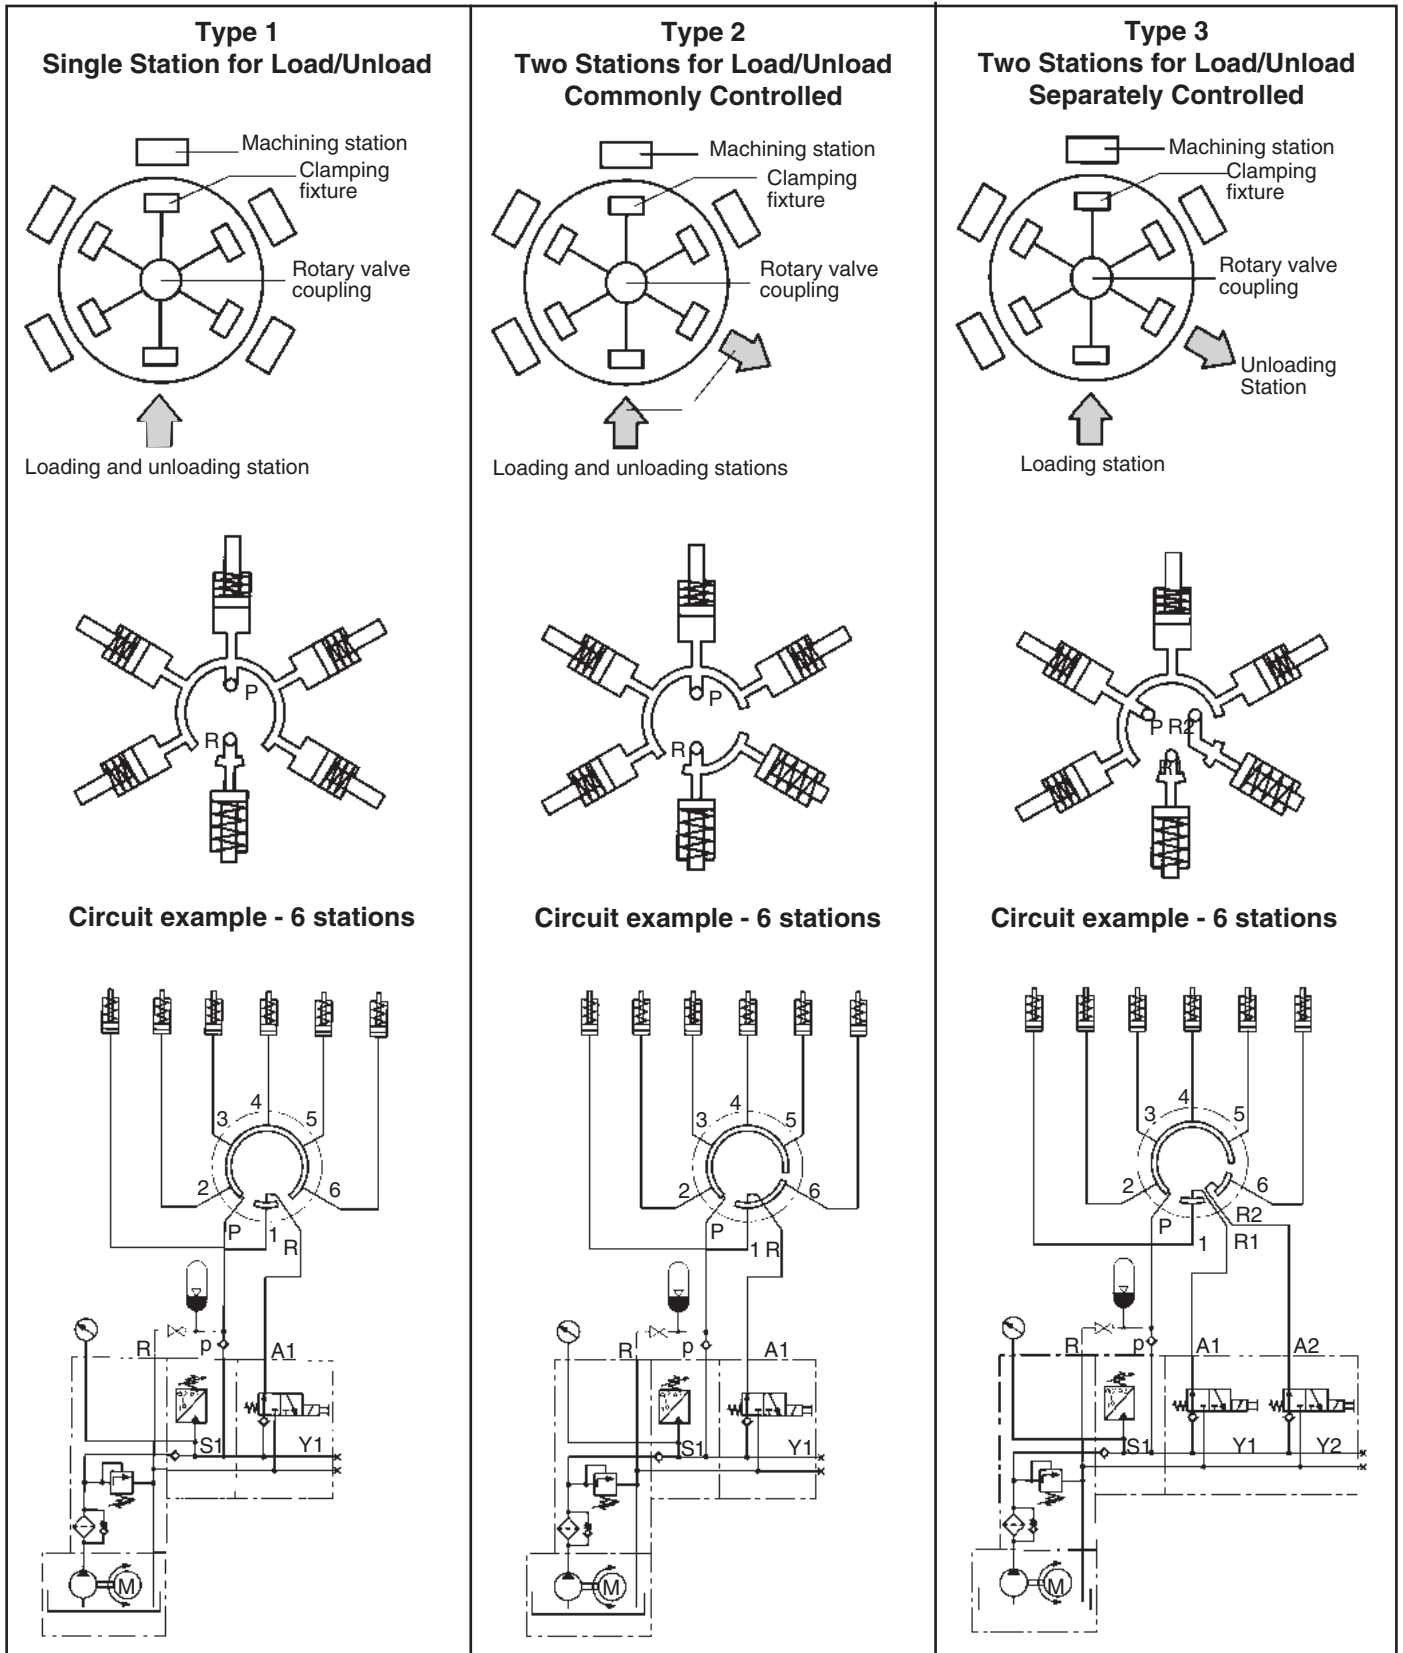 Type 1
Single Station for Load/Unload
Machining station
Clamping
fixture
Rotary valve
coupling
Loading and unloading station
P
R
Circuit example - 6 stations
4
3
5
2
6
P
1
R
R
p
A1
S1
Y1
M
Type 2
Two Stations for Load/Unload
Commonly Controlled
Machining station
Clamping
fixture
Rotary valve
coupling
Loading and unloading stations
P
R
Circuit example - 6 stations
4
3
5
2
6
P
1 R
R
p
A1
S1
Y1
M
Type 3
Two Stations for Load/Unload
Separately Controlled
Machining station
Clamping
fixture
Rotary valve
coupling
Unloading
Station
Loading station
P R2
R1
Circuit example - 6 stations
4
3
5
2
6
P
R2
1
R1
R
p
A1
A2
S1
Y1
Y2
M